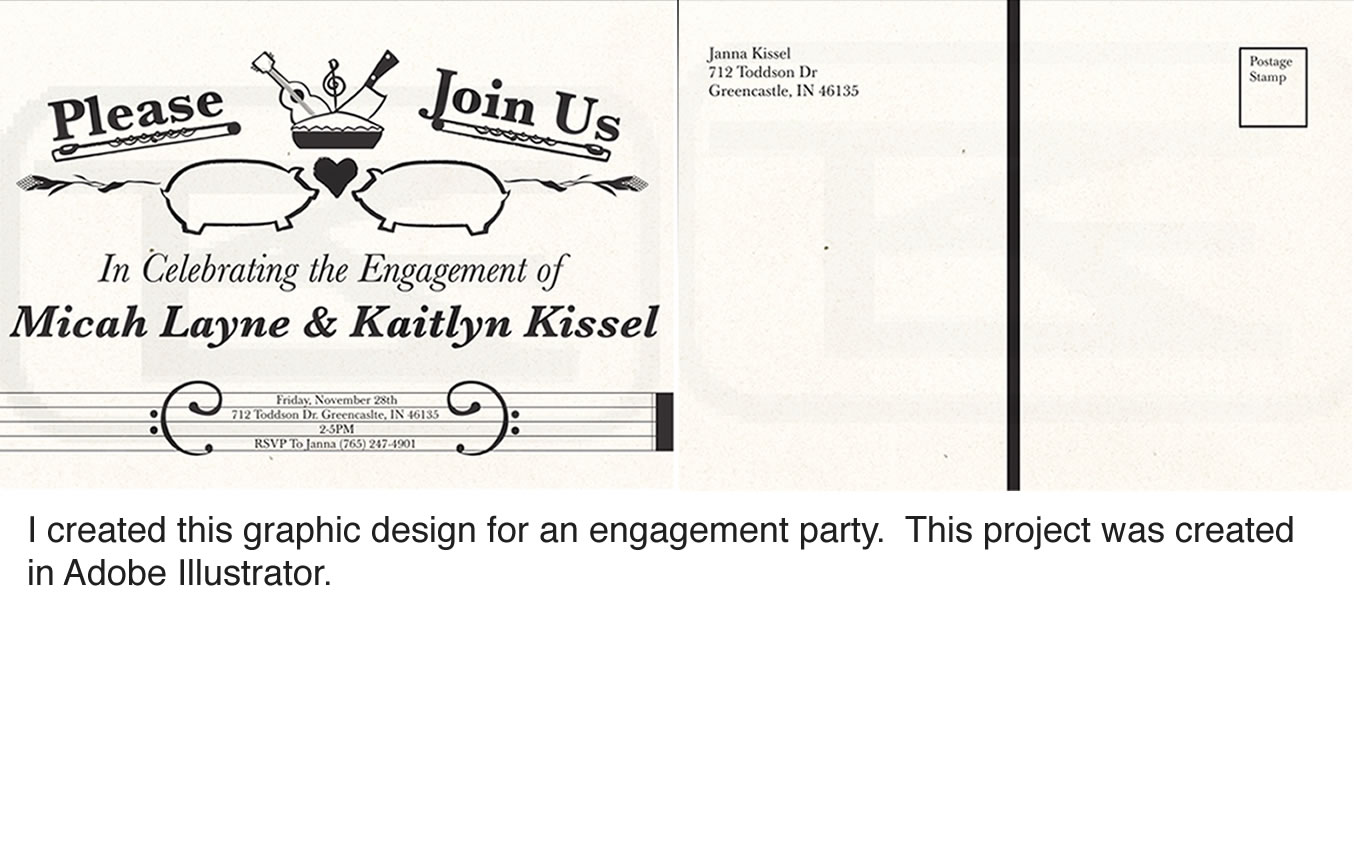 Please Join Us
In Celebrating the Engagement of
Micah Layne & Kaitlyn Kissel
Friday, November 28th
712 Toddson Dr. Greencaslte, IN 46135
2-5PM
RSVP To Janna (765) 247-4901
Janna Kissel
712 Toddson Dr
Greencastle, IN 46135
Postage
Stamp
I created this graphic design for an engagement party.  This project was created
in Adobe Illustrator.